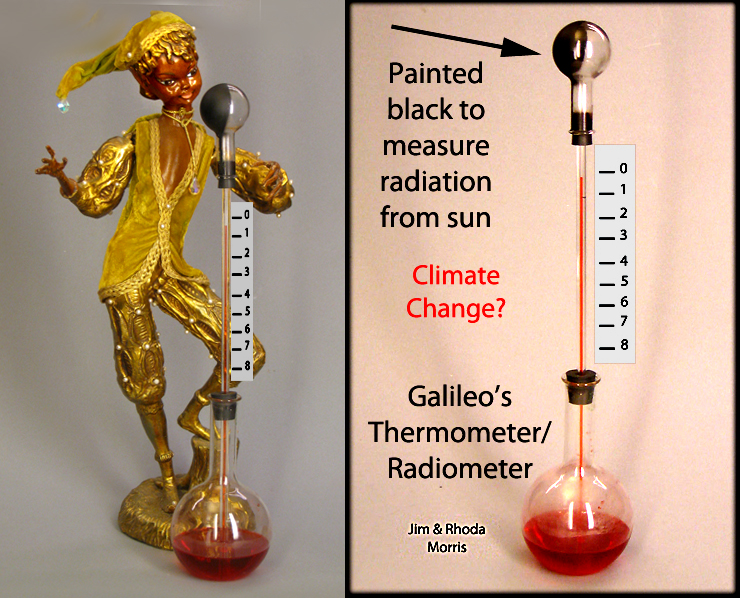 0
1
2
3
4
5
6
7
8
Painted
black to
measure
radiation
from sun
0
1
2
3
4
5
6
7
8
Climate
Change?
Galileo's
Thermometer/
Radiometer
Jim & Rhoda
Morris